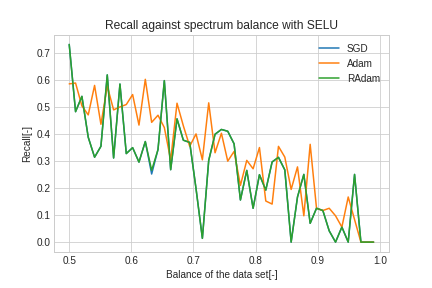 Recall against spectrum balance with SELU
SGD
Adam
RAdam
Recall[-]
0.7
0.6
0.5
0.4
0.3
0.2
0.1
0.0
0.5 0.6 0.7 0.8 0.9 1.0
Balance of the data set[-]